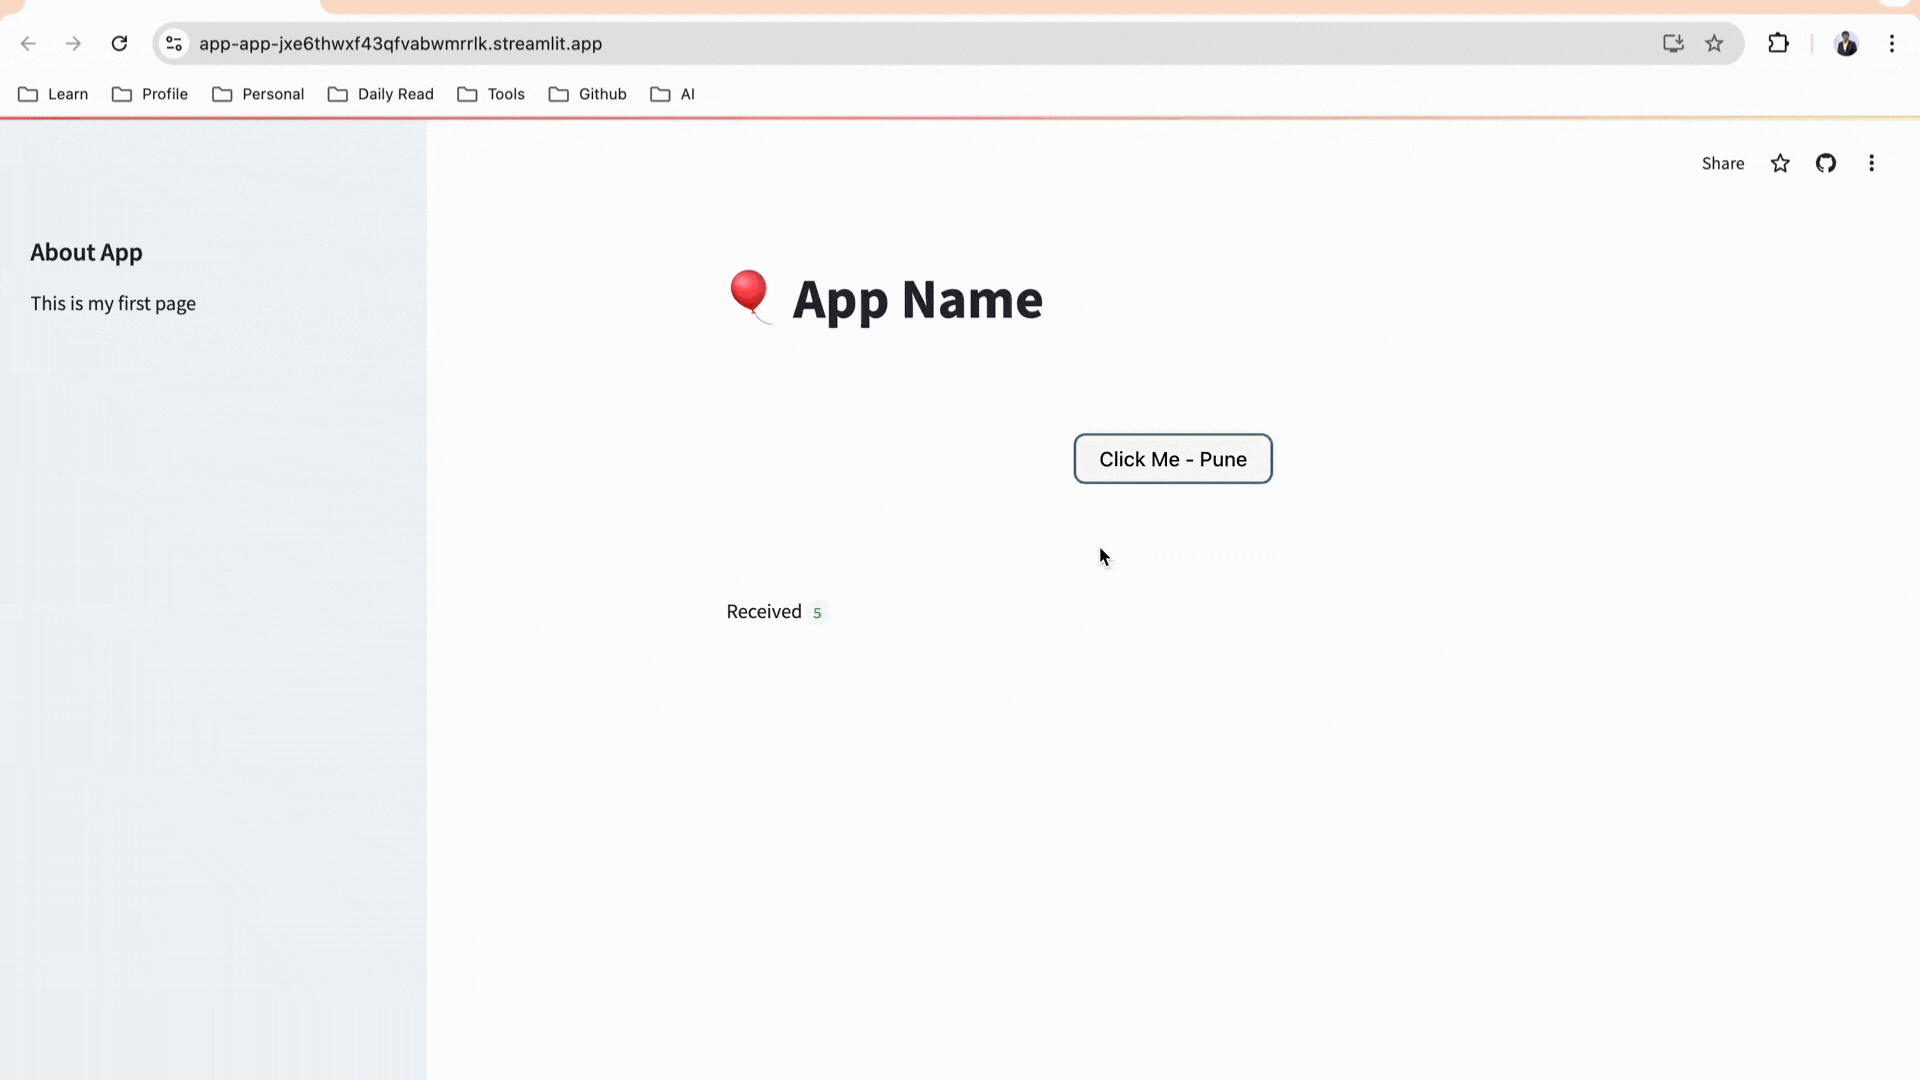 app-app-jxe6thwxf43qfvabwmrrlk.streamlit.app
Learn Profile Personal Daily Read Tools Github AI
Share
About App
This is my first page
App Name
Click Me - Pune
Received 5